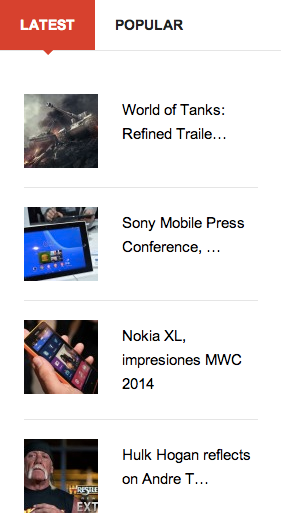 LATEST POPULAR
World of Tanks:
Refined Traile…
Sony Mobile Press
Conference, …
Nokia XL,
impresiones MWC
2014
Hulk Hogan reflects
on Andre T…
EXT